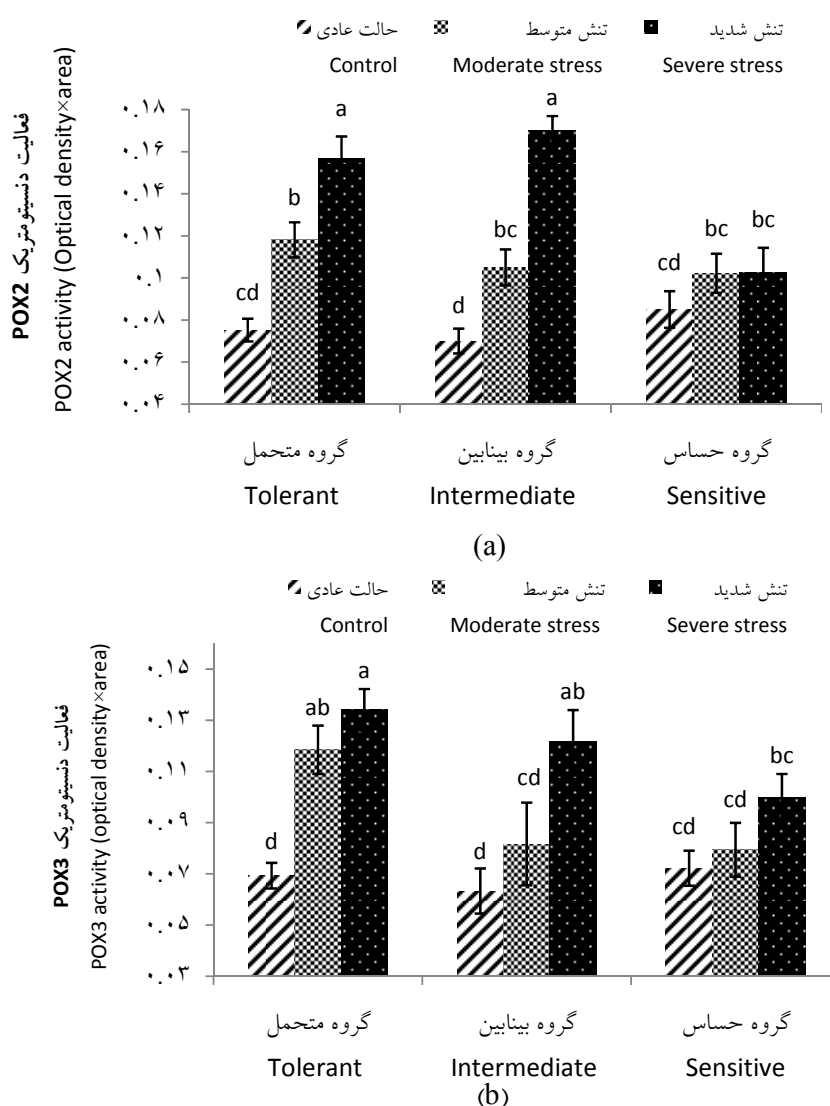 حالت عادی تنش متوسط تنش شدید
Control Moderate stress Severe stress
فعالیت دنسیتومتریک POX2
POX2 activity (Optical density×area)
۰.۱۸
۰.۱۶
۰.۱۴
۰.۱۲
۰.۱
۰.۰۸
۰.۰۶
۰.۰۴
cd b a
d bc a
cd bc bc
گروه متحمل گروه بینابین گروه حساس
Tolerant Intermediate Sensitive
(a)
حالت عادی تنش متوسط تنش شدید
Control Moderate stress Severe stress
فعالیت دنسیتومتریک POX3
POX3 activity (optical density×area)
۰.۱۵
۰.۱۳
۰.۱۱
۰.۰۹
۰.۰۷
۰.۰۵
۰.۰۳
d ab a
d cd ab
cd cd bc
گروه متحمل گروه بینابین گروه حساس
Tolerant Intermediate Sensitive
(b)